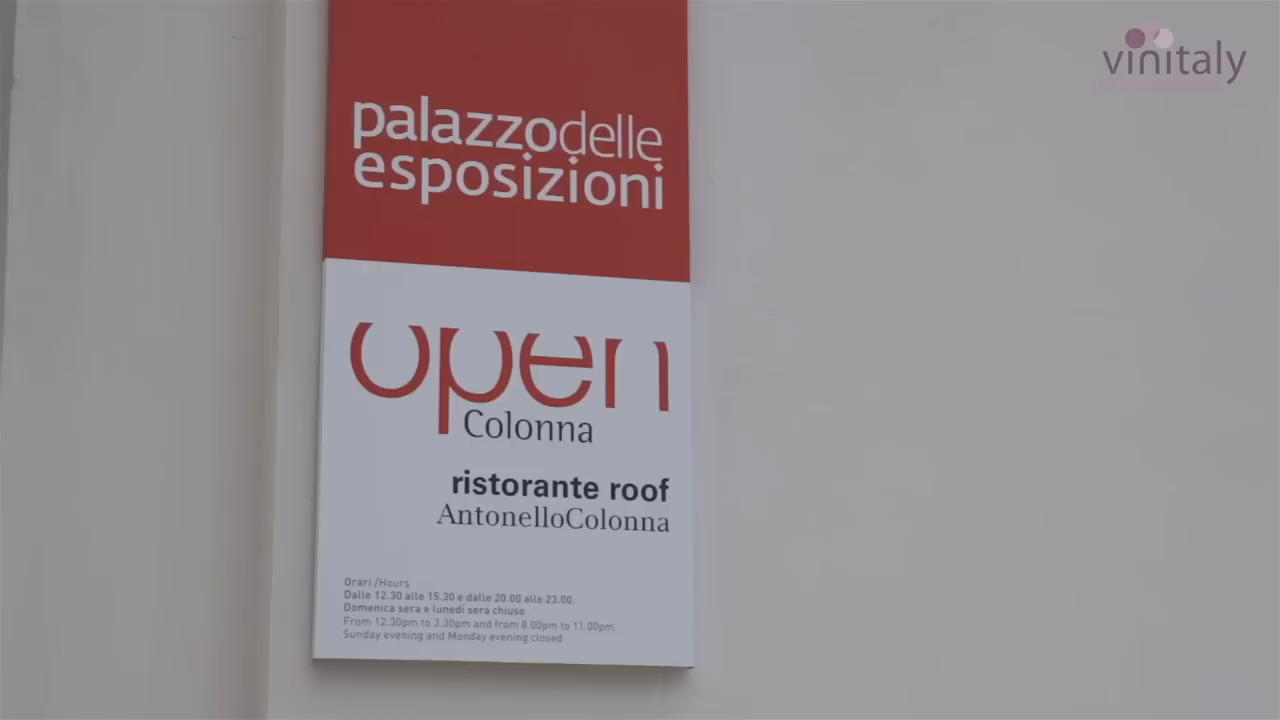 vinitaly
palazzodelle
esposizioni
open
Colonna
ristorante roof
AntonelloColonna
Orari /Hours
Dalle 12.30 alle 15.30 e dalle 20.00 alle 23.00.
Domenica sera e lunedì sera chiuso
From 12.30pm to 3.30pm and from 8.00pm to 11.00pm.
Sunday evening and Monday evening closed